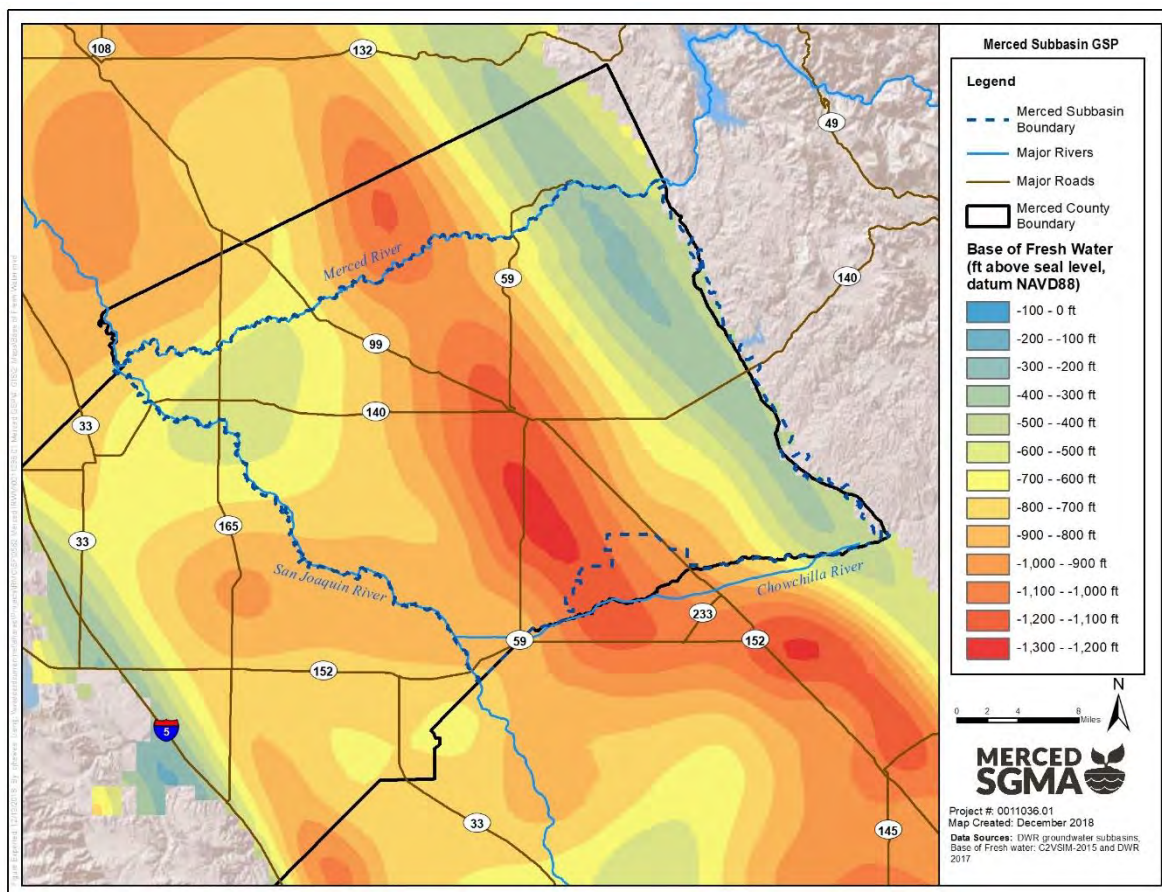 108
132
49
59
140
99
140
33
33
165
59
233
152
152
5
33
145
Merced River
San Joaquin River
Chowchilla River
Merced Subbasin GSP
Legend
Merced Subbasin
Boundary
Major Rivers
Major Roads
Merced County
Boundary
Base of Fresh Water
(ft above seal level,
datum NAVD88)
-100 - 0 ft
-200 - -100 ft
-300 - -200 ft
-400 - -300 ft
-500 - -400 ft
-600 - -500 ft
-700 - -600 ft
-800 - -700 ft
-900 - -800 ft
-1,000 - -900 ft
-1,100 - -1,000 ft
-1,200 - -1,100 ft
-1,300 - -1,200 ft
N
0 2 4 8
Miles
MERCED
SGMA
Project #: 0011036.01
Map Created: December 2018
Data Sources: DWR groundwater subbasins,
Base of Fresh water: C2VSIM-2015 and DWR
2017